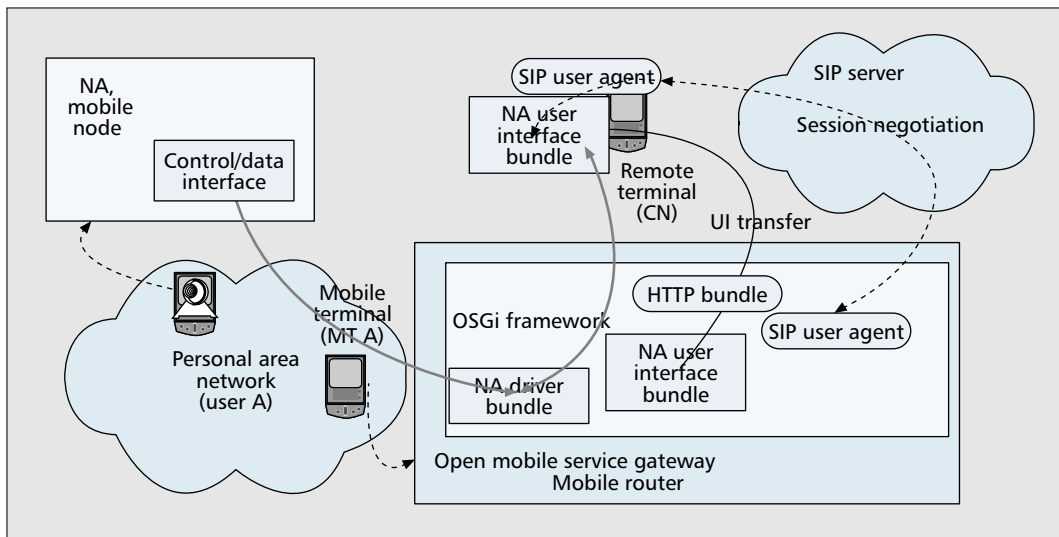 NA,
mobile
node
Control/data
interface
SIP user agent
NA user
interface
bundle
Remote
terminal
(CN)
SIP server
Session negotiation
UI transfer
Mobile
terminal
(MT A)
Personal area
network
(user A)
OSGi framework
HTTP bundle
SIP user agent
NA user
interface
bundle
NA driver
bundle
Open mobile service gateway
Mobile router